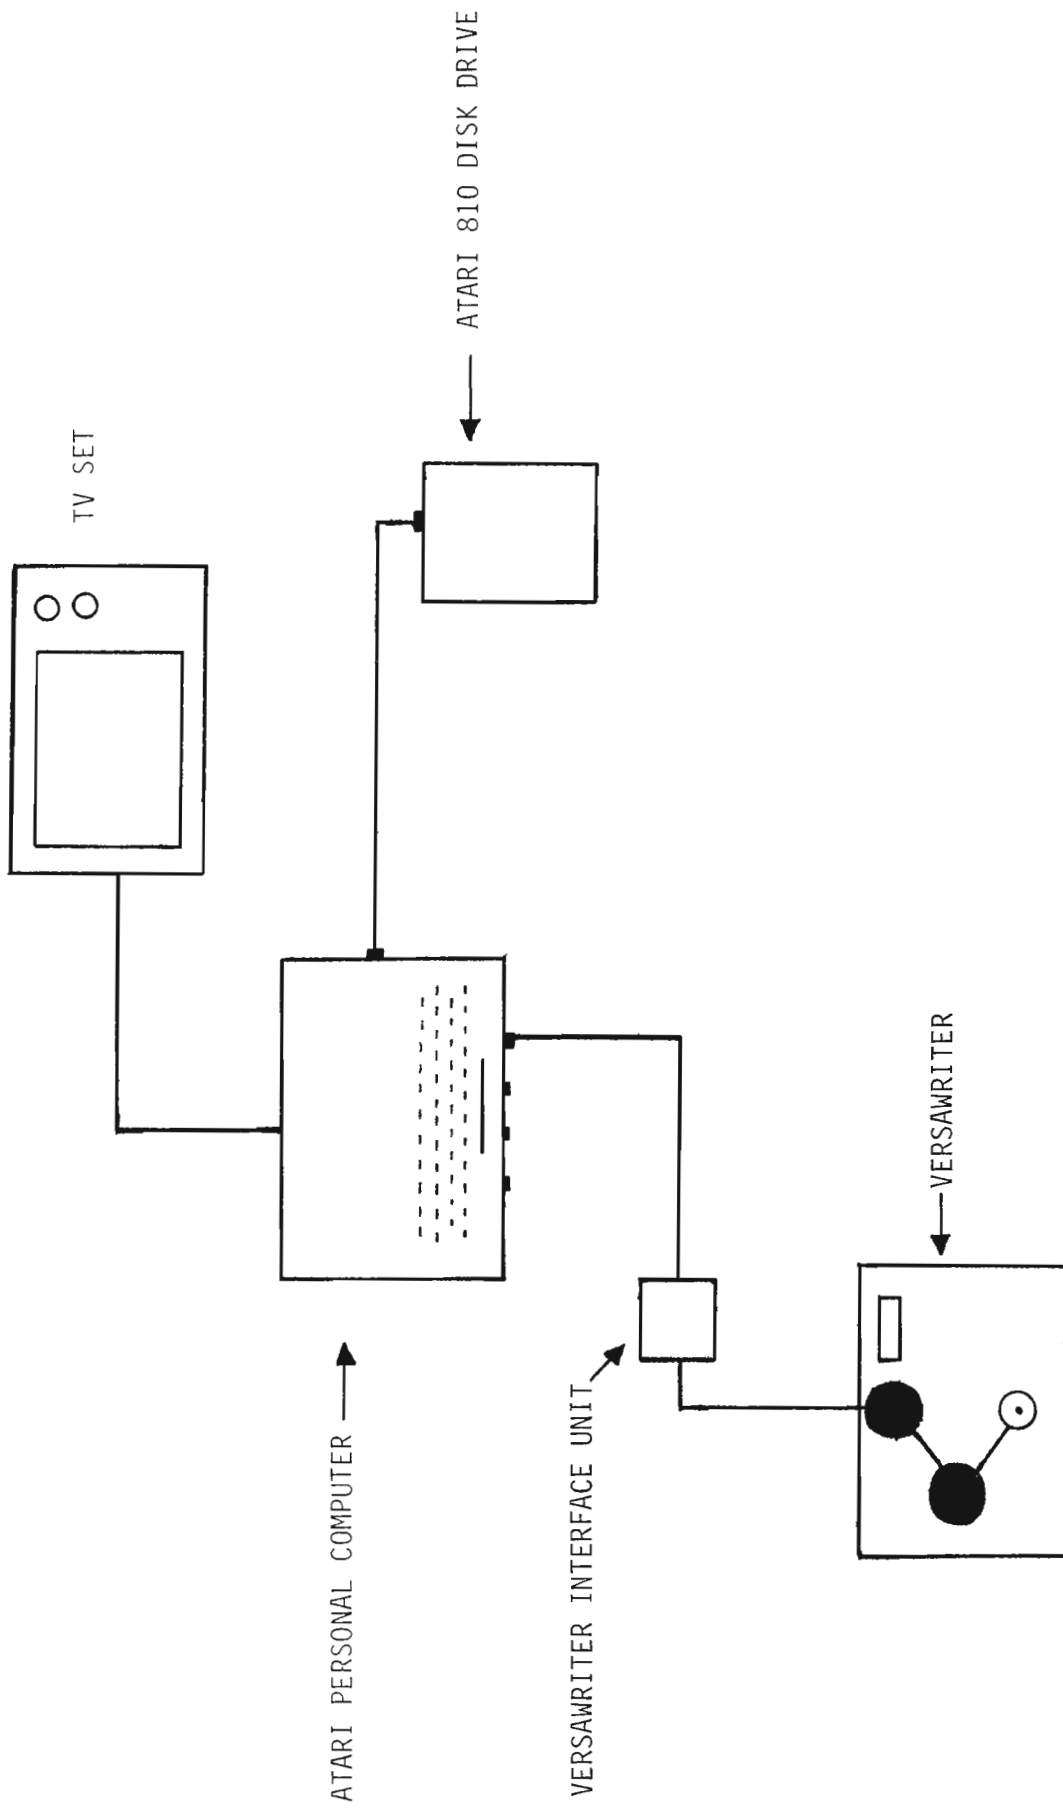 TV SET
ATARI 810 DISK DRIVE
ATARI PERSONAL COMPUTER
VERSAWRITER INTERFACE UNIT
VERSAWRITER